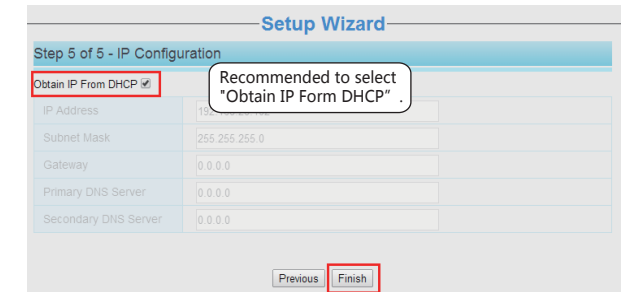 Setup Wizard
Step 5 of 5 - IP Configuration
Obtain IP From DHCP
Recommended to select
"Obtain IP Form DHCP" .
IP Address
Subnet Mask 255.255.255.0
Gateway 0.0.0.0
Primary DNS Server 0.0.0.0
Secondary DNS Server 0.0.0.0
Previous Finish